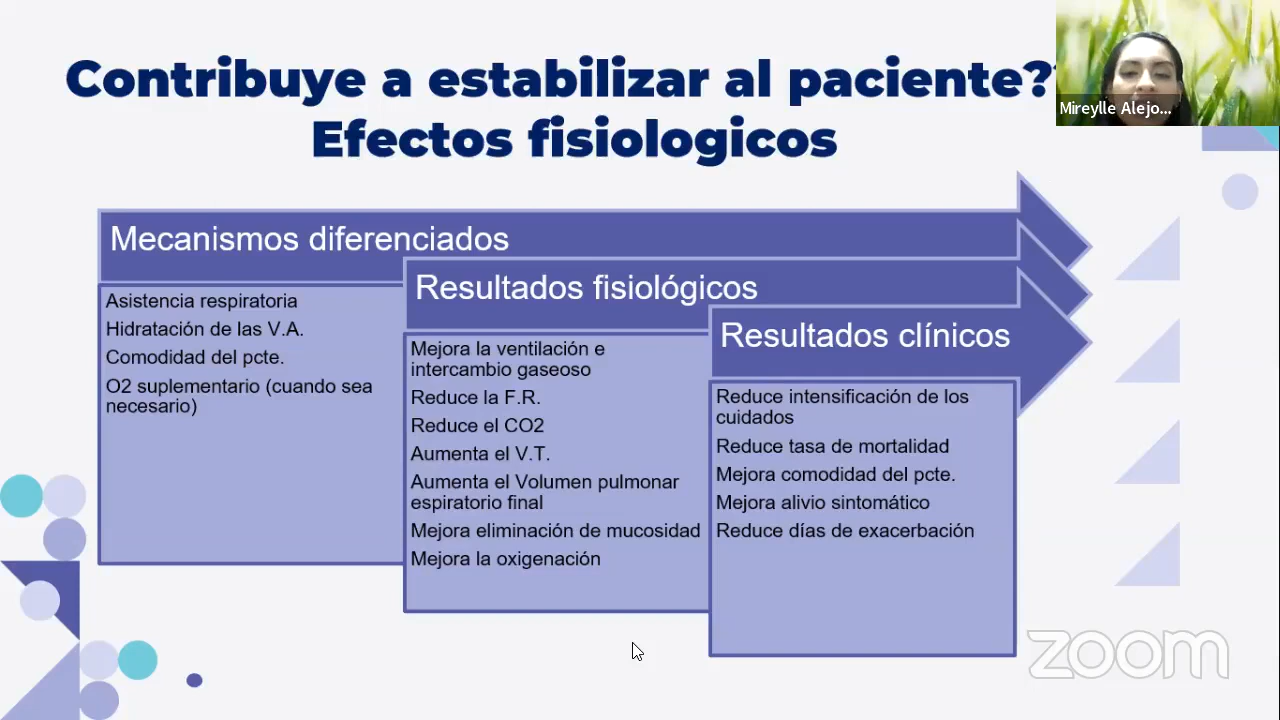 Contribuye a estabilizar al paciente?
Efectos fisiologicos
Mireylle Alejo...
Mecanismos diferenciados
Asistencia respiratoria
Hidratación de las V.A.
Comodidad del pcte.
O2 suplementario (cuando sea
necesario)
Resultados fisiológicos
Mejora la ventilación e
intercambio gaseoso
Reduce la F.R.
Reduce el CO2
Aumenta el V.T.
Aumenta el Volumen pulmonar
espiratorio final
Mejora eliminación de mucosidad
Mejora la oxigenación
Resultados clínicos
Reduce intensificación de los
cuidados
Reduce tasa de mortalidad
Mejora comodidad del pcte.
Mejora alivio sintomático
Reduce días de exacerbación
zoom